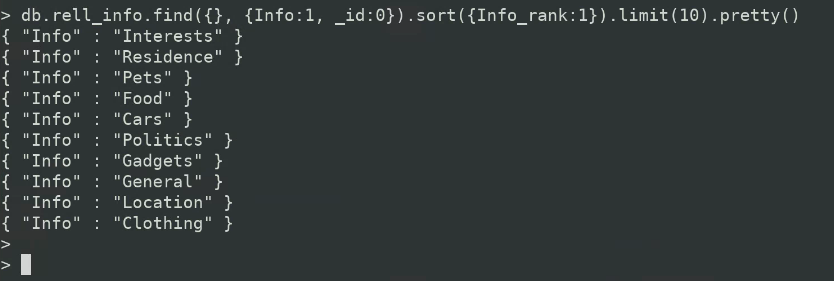 > db.rell_info.find({}, {Info:1, _id:0}).sort({Info_rank:1}).limit(10).pretty()
{ "Info" : "Interests" }
{ "Info" : "Residence" }
{ "Info" : "Pets" }
{ "Info" : "Food" }
{ "Info" : "Cars" }
{ "Info" : "Politics" }
{ "Info" : "Gadgets" }
{ "Info" : "General" }
{ "Info" : "Location" }
{ "Info" : "Clothing" }
>
>